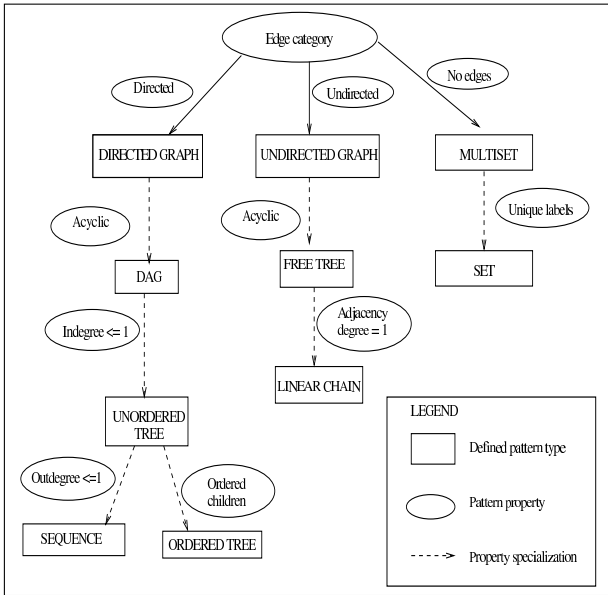 Edge category
Directed
Undirected
No edges
DIRECTED GRAPH
UNDIRECTED GRAPH
MULTISET
Acyclic
Acyclic
Unique labels
DAG
FREE TREE
SET
Indegree <= 1
Adjacency
degree = 1
LINEAR CHAIN
UNORDERED
TREE
Outdegree <=1
Ordered
children
SEQUENCE
ORDERED TREE
LEGEND
Defined pattern type
Pattern property
Property specialization